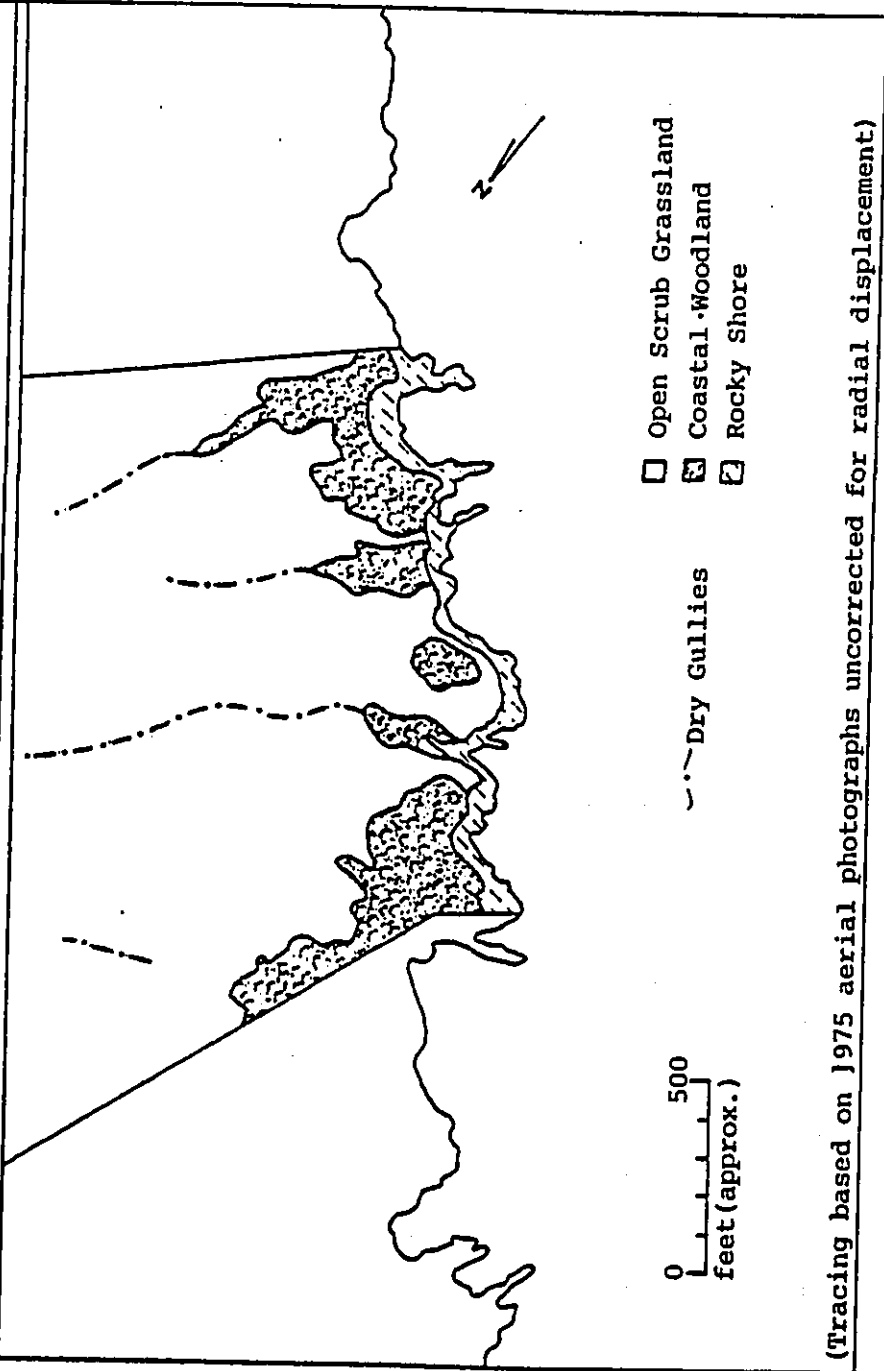 N
Open Scrub Grassland
Coastal·Woodland
Rocky Shore
Dry Gullies
0 500
feet(approx.)
(Tracing based on 1975 aerial photographs uncorrected for radial displacement)